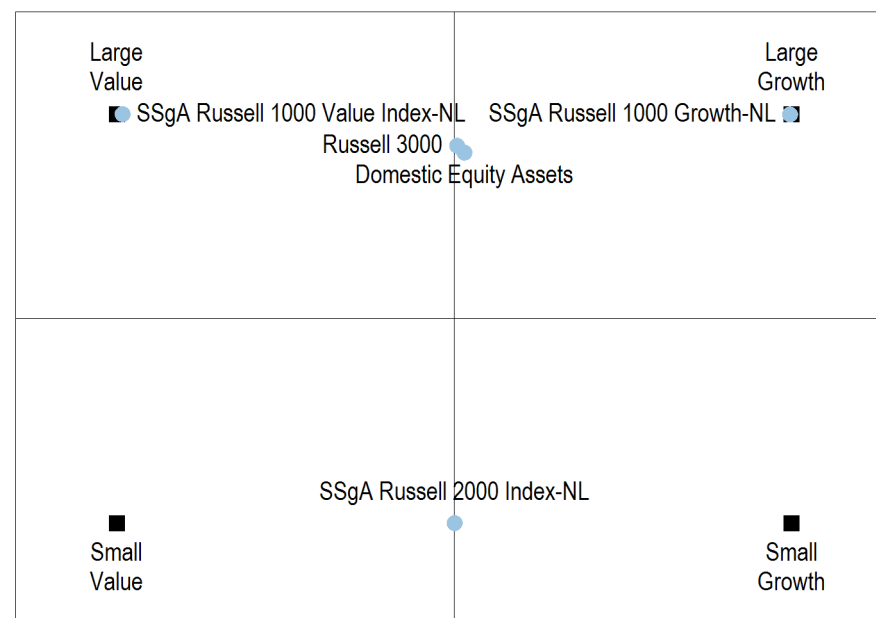 Large
Value
Large
Growth
SSgA Russell 1000 Value Index-NL
SSgA Russell 1000 Growth-NL
Russell 3000
Domestic Equity Assets
SSgA Russell 2000 Index-NL
Small
Value
Small
Growth